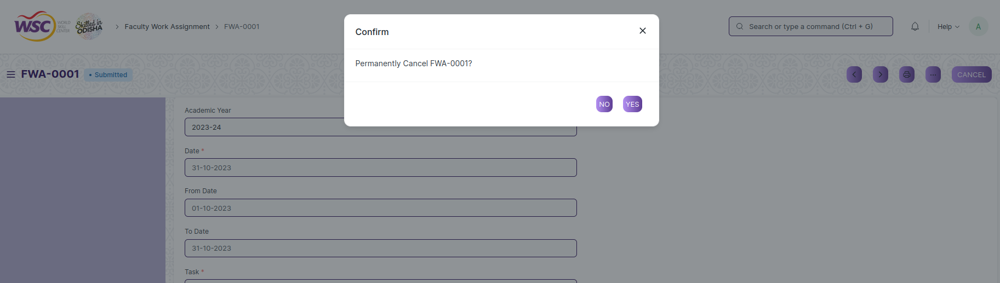 WSC WORLD SKILL CENTER
Skilled in ODISHA
Faculty Work Assignment
FWA-0001
Search or type a command (Ctrl + G)
Help
A
Confirm
Permanently Cancel FWA-0001?
NO
YES
FWA-0001
Submitted
CANCEL
Academic Year
2023-24
Date *
31-10-2023
From Date
01-10-2023
To Date
31-10-2023
Task *